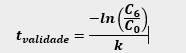 t_validade = -ln(C_6/C_0)/k